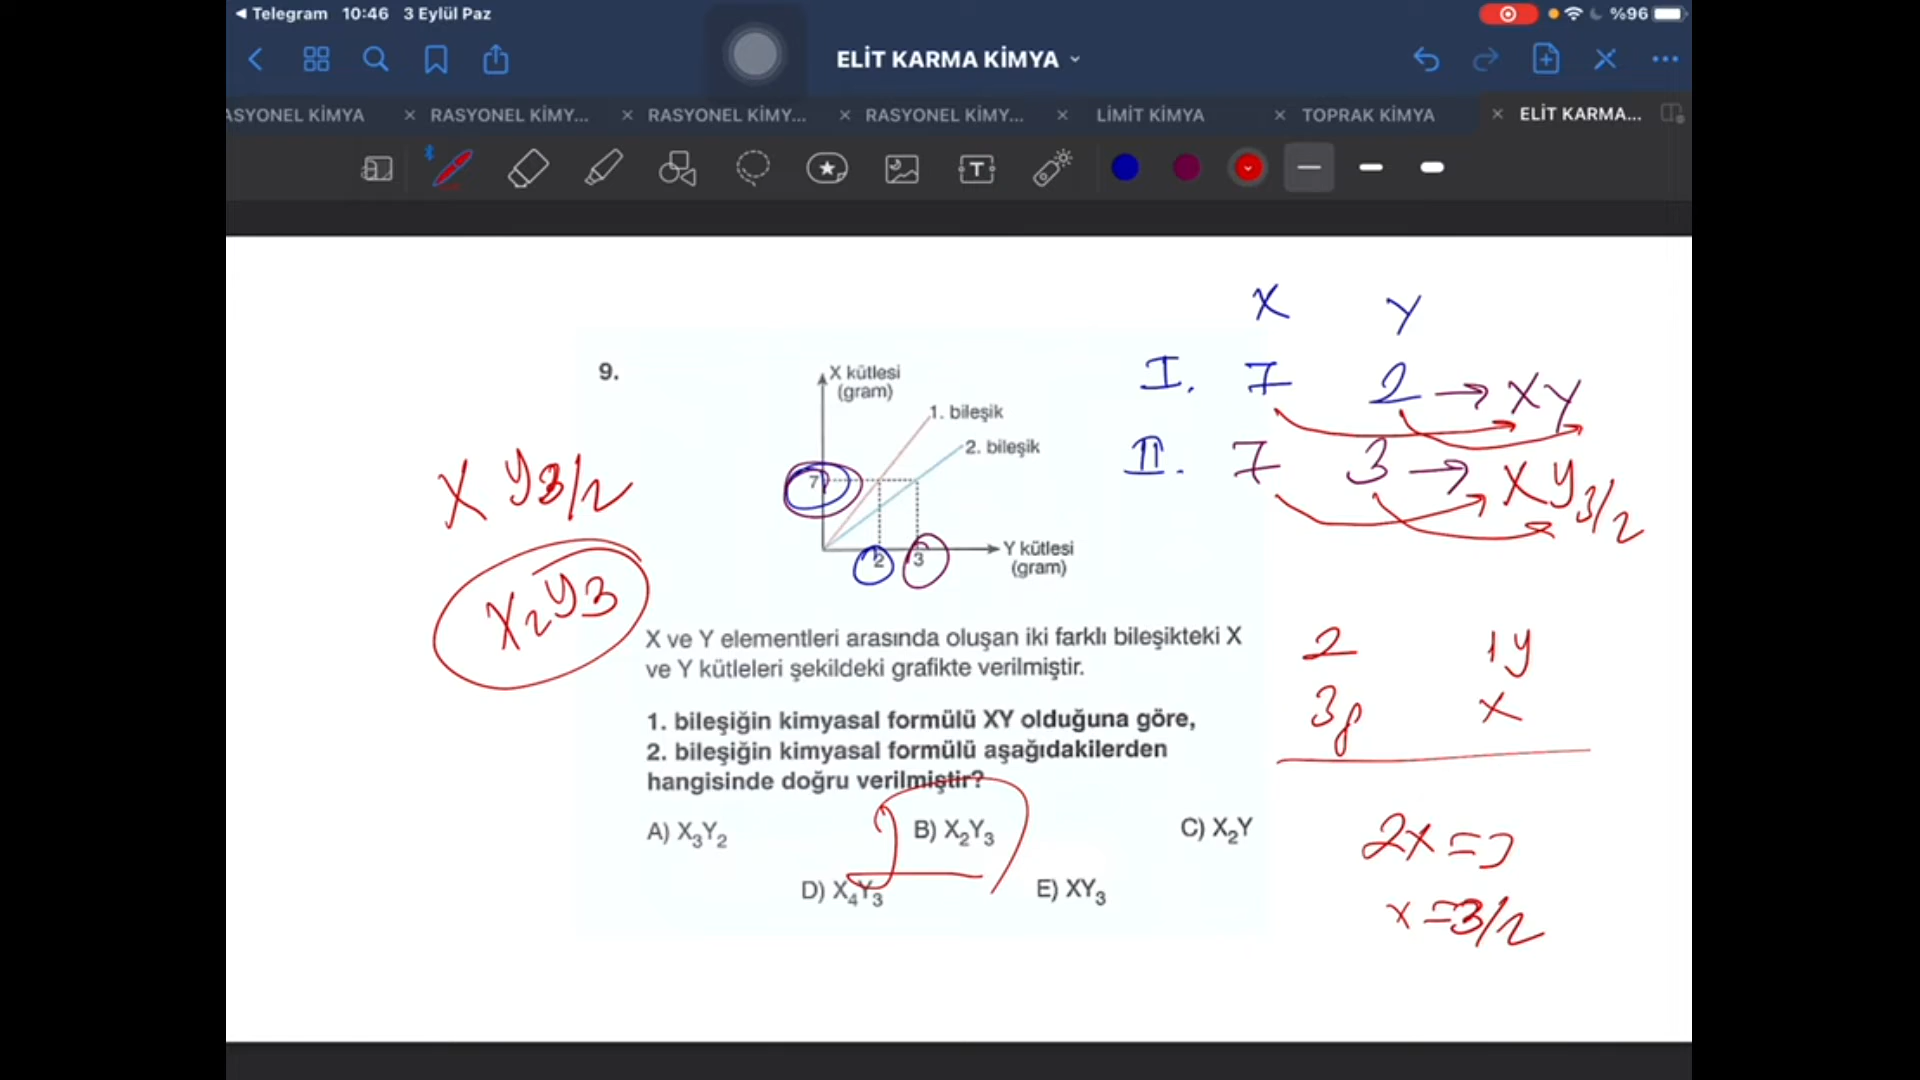 Telegram 10:46 3 Eylül Paz %96
ELİT KARMA KİMYA
ASYONEL KİMYA RASYONEL KİMY... RASYONEL KİMY... RASYONEL KİMY... LİMİT KİMYA TOPRAK KİMYA ELİT KARMA...
X Y
I. 7 2 → XY
II. 7 3 → XY3/2
XY3/2
X2Y3
9.
X kütlesi
(gram)
1. bileşik
2. bileşik
7
2 3
Y kütlesi
(gram)
X ve Y elementleri arasında oluşan iki farklı bileşikteki X
ve Y kütleleri şekildeki grafikte verilmiştir.
1. bileşiğin kimyasal formülü XY olduğuna göre,
2. bileşiğin kimyasal formülü aşağıdakilerden
hangisinde doğru verilmiştir?
A) X₃Y₂ B) X₂Y₃ C) X₂Y
D) X₄Y₃ E) XY₃
2 1y
3g x
2x=3
x=3/2